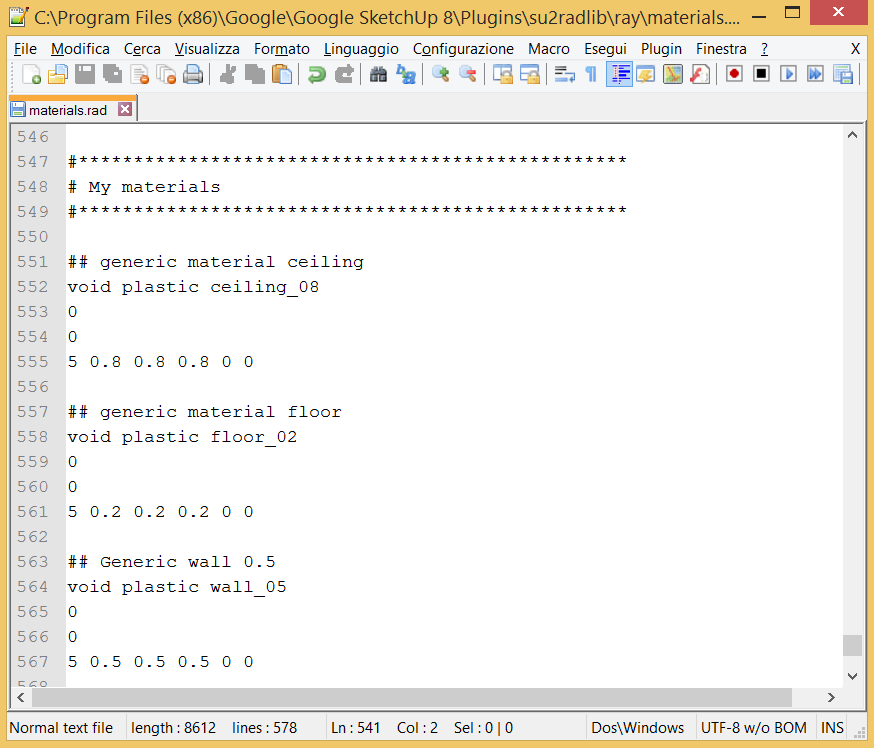 C:\Program Files (x86)\Google\Google SketchUp 8\Plugins\su2radlib\ray\materials....
File Modifica Cerca Visualizza Formato Linguaggio Configurazione Macro Esegui Plugin Finestra ? X
materials.rad
546
547 #**************************************************
548 # My materials
549 #**************************************************
550
551 ## generic material ceiling
552 void plastic ceiling_08
553 0
554 0
555 5 0.8 0.8 0.8 0 0
556
557 ## generic material floor
558 void plastic floor_02
559 0
560 0
561 5 0.2 0.2 0.2 0 0
562
563 ## Generic wall 0.5
564 void plastic wall_05
565 0
566 0
567 5 0.5 0.5 0.5 0 0
568
Normal text file length : 8612 lines : 578 Ln : 541 Col : 2 Sel : 0 | 0 Dos\Windows UTF-8 w/o BOM INS